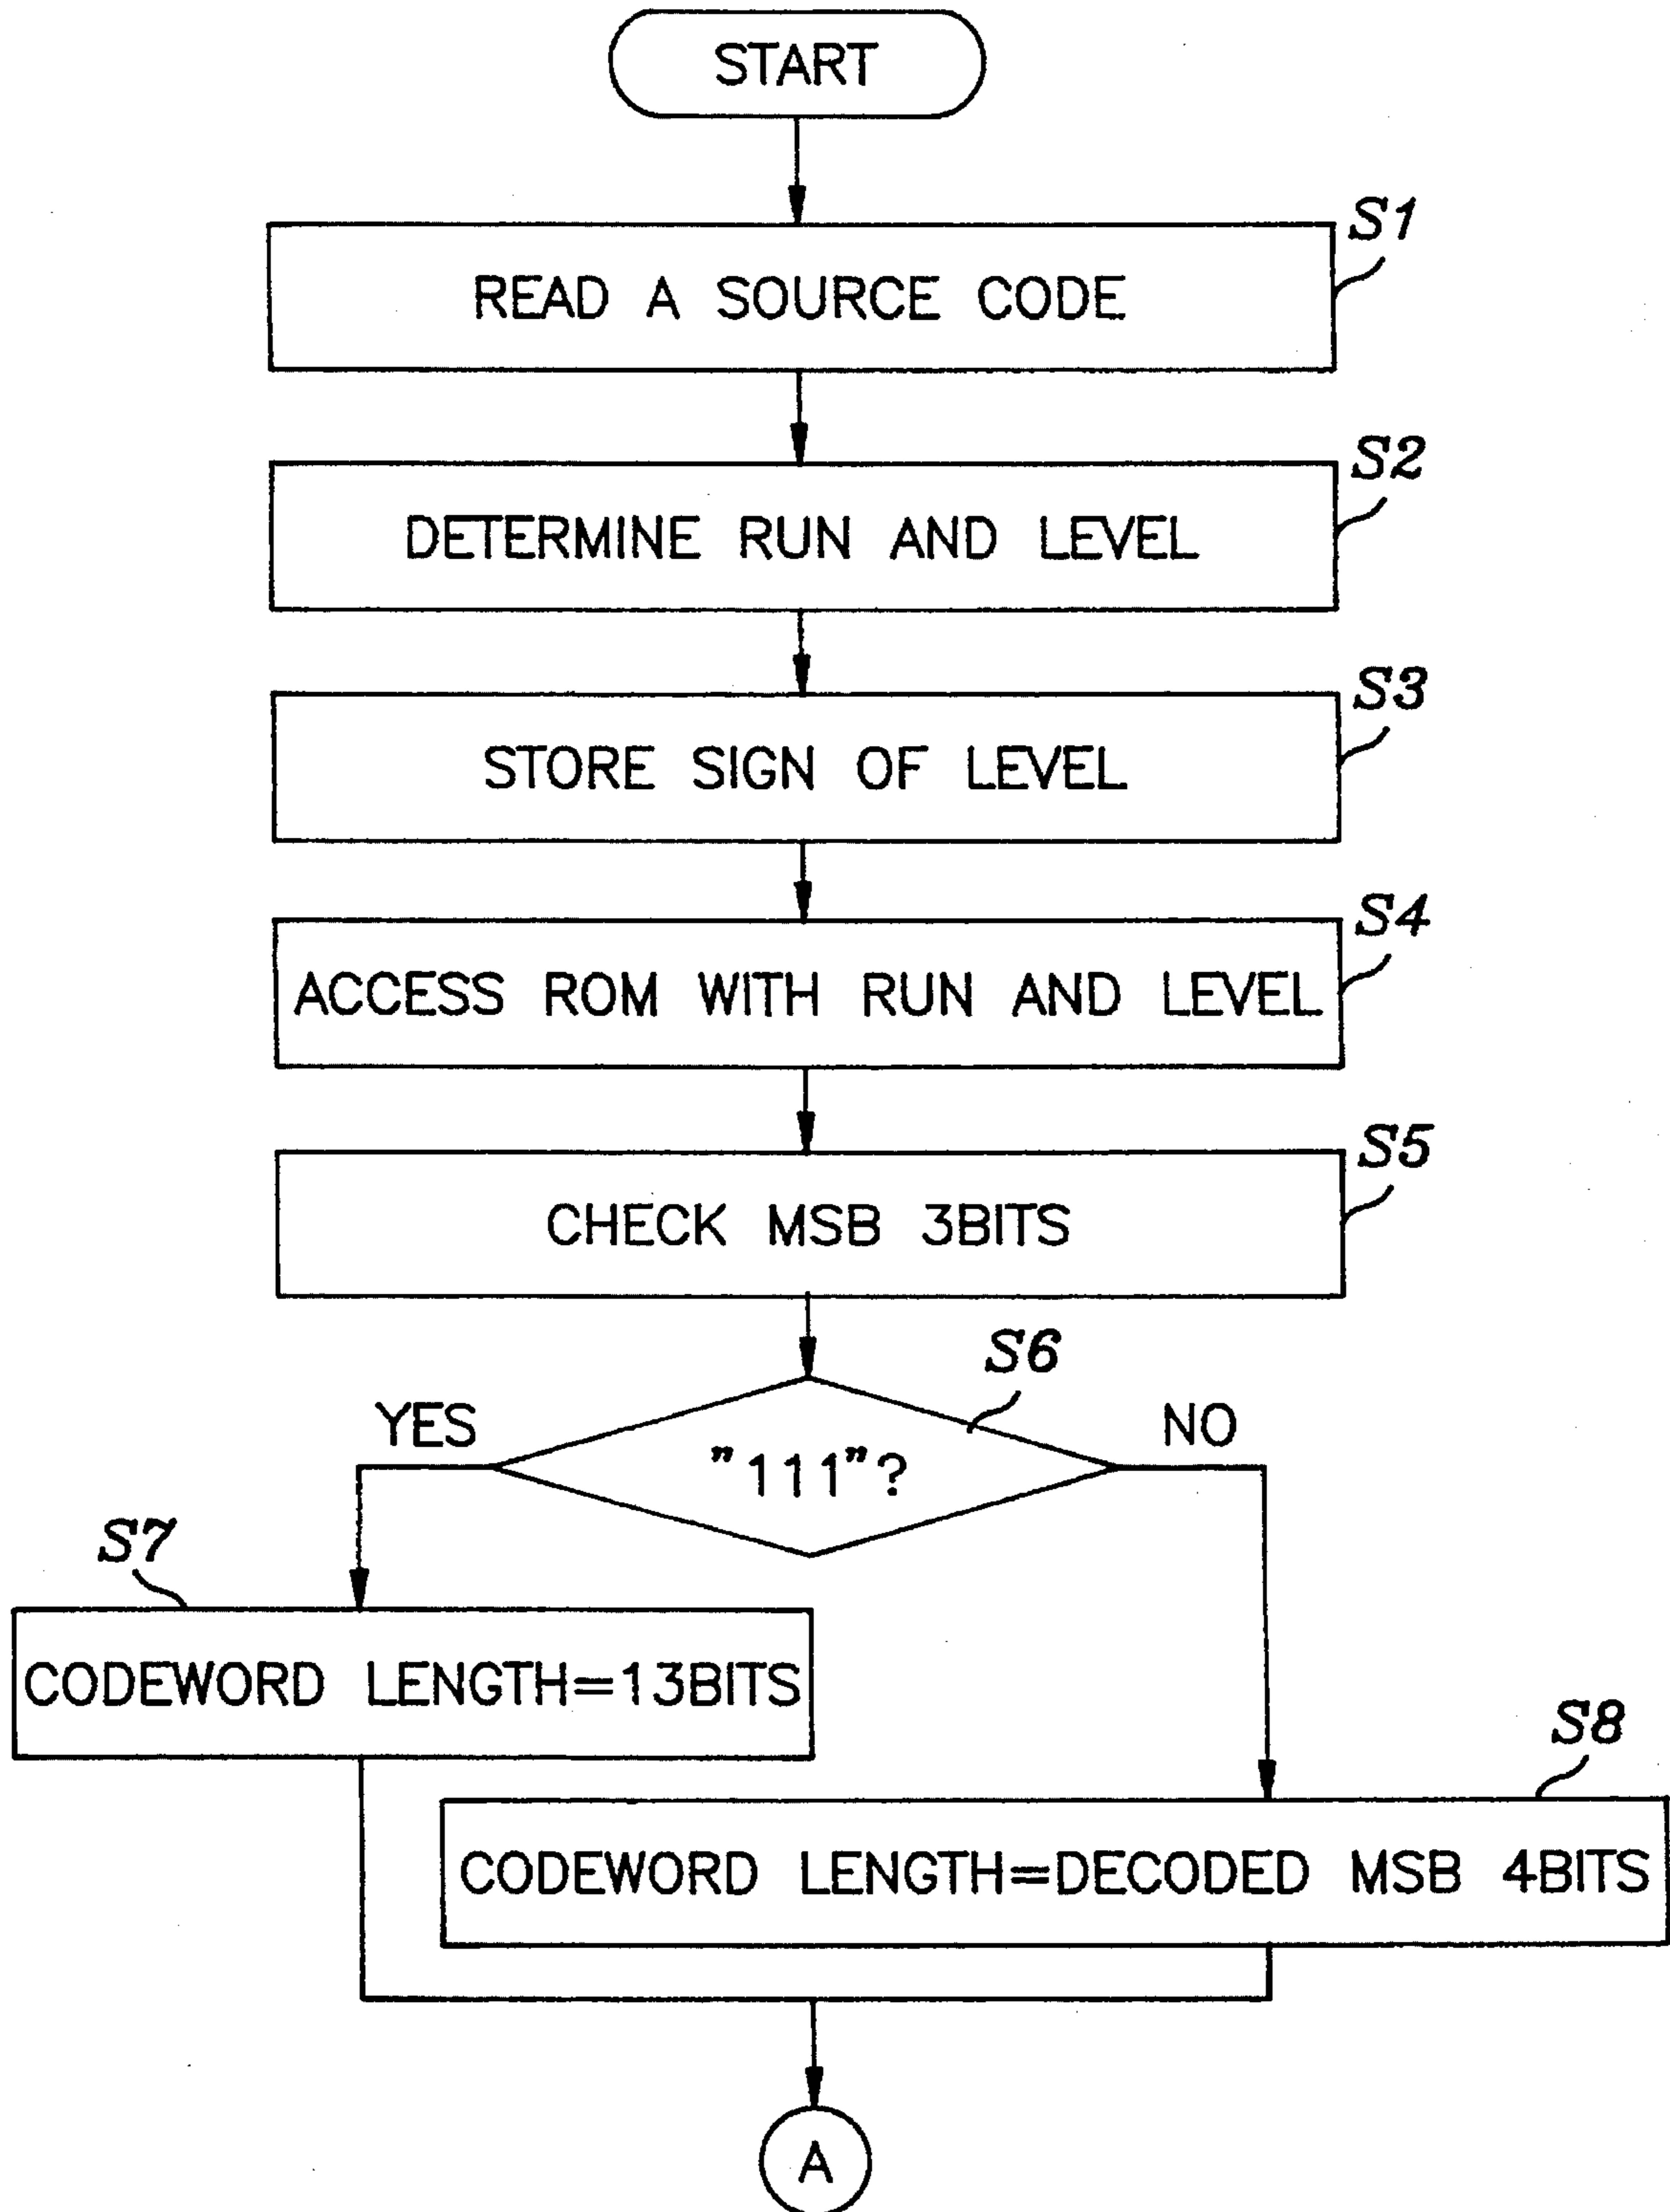 START
S1
READ A SOURCE CODE
S2
DETERMINE RUN AND LEVEL
S3
STORE SIGN OF LEVEL
S4
ACCESS ROM WITH RUN AND LEVEL
S5
CHECK MSB 3BITS
S6
YES
NO
"111"?
S7
CODEWORD LENGTH=13BITS
S8
CODEWORD LENGTH=DECODED MSB 4BITS
A